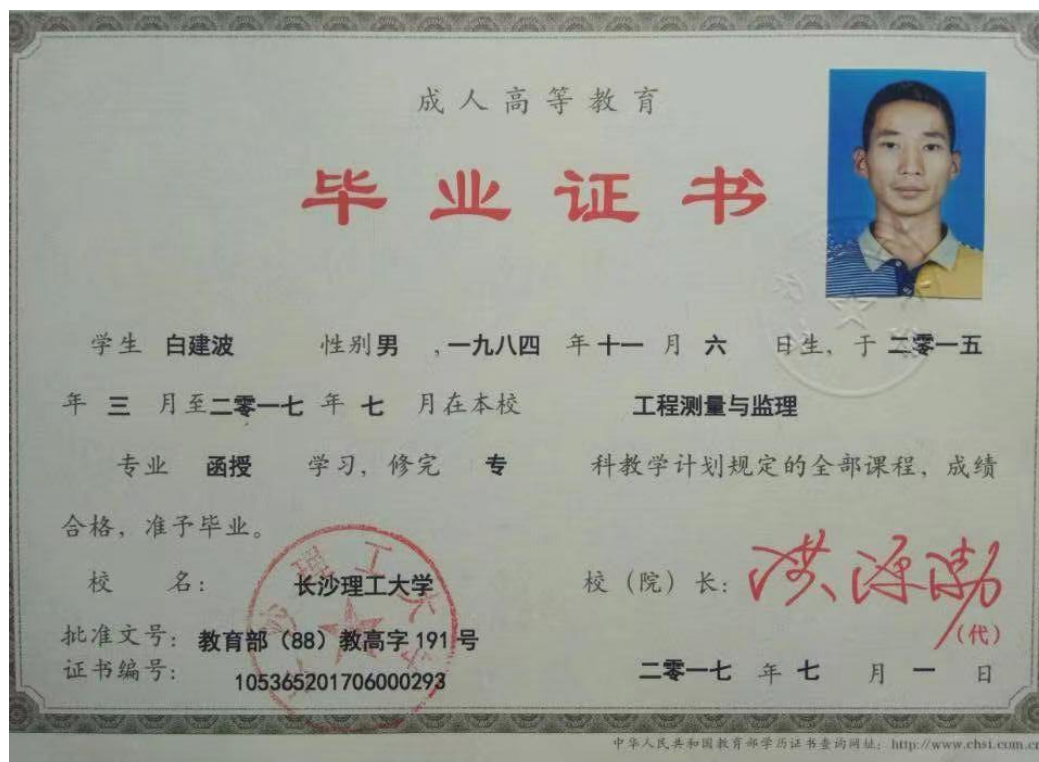 成人高等教育
毕业证书
学生 白建波 性别 男 ,一九八四 年 十一 月 六 日生, 于 二零一五
年 三 月至 二零一七 年 七 月在本校 工程测量与监理
专业 函授 学习, 修完 专 科教学计划规定的全部课程, 成绩
合格, 准予毕业。
校 名: 长沙理工大学 校（院）长: 洪源渤
(代)
批准文号: 教育部（88）教高字 191 号
证书编号: 105365201706000293
二零一七 年 七 月 一 日
中华人民共和国教育部学历证书查询网址: http://www.chsi.com.cn